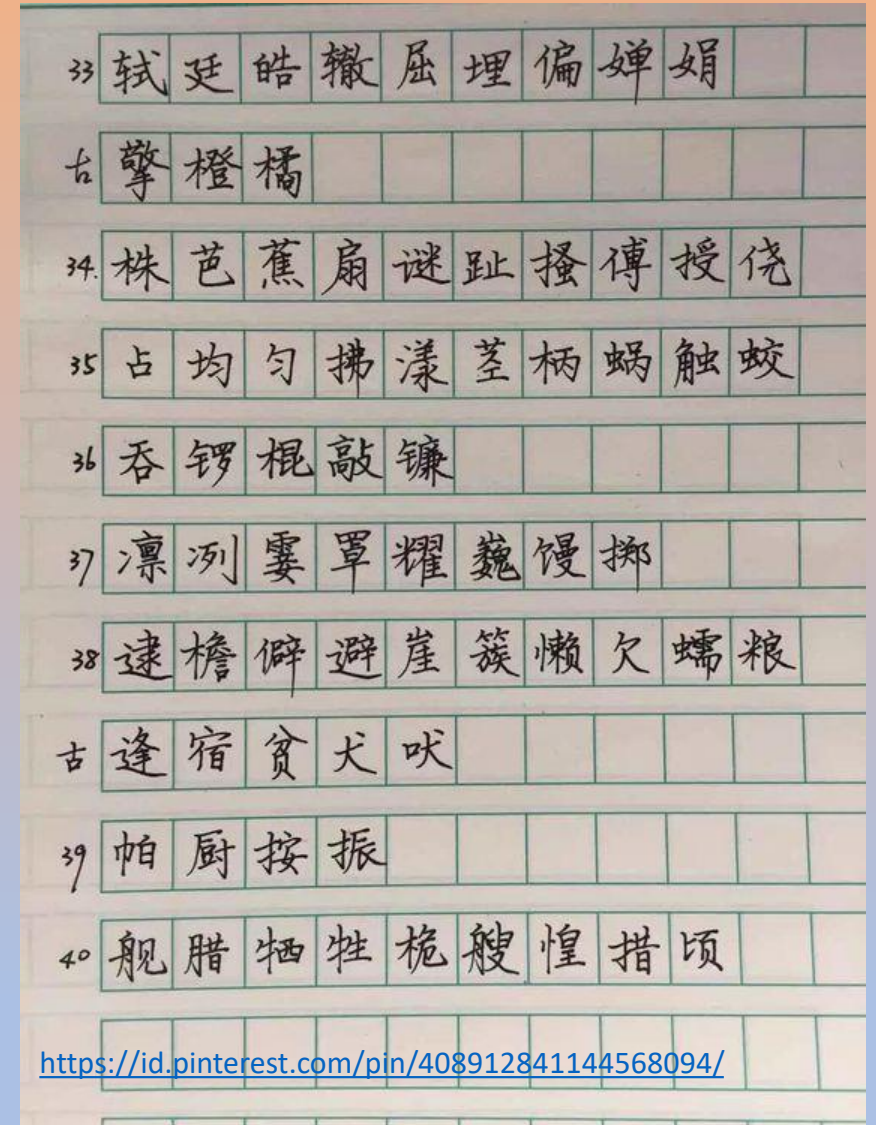 33 轼廷皓辙屈埋偏婵娟
古 擎橙橘
34. 株芭蕉扇谜趾搔傅授侥
35 占均匀拂漾茎柄蜗触蛟
36 吞锣棍敲镰
37 凛冽霎罩耀巍馒掷
38 逮檐僻避崖簇懒欠蠕粮
古 逢宿贫犬吠
39 帕厨按振
40 舰腊牺牲桅艘惶措顷
https://id.pinterest.com/pin/408912841144568094/